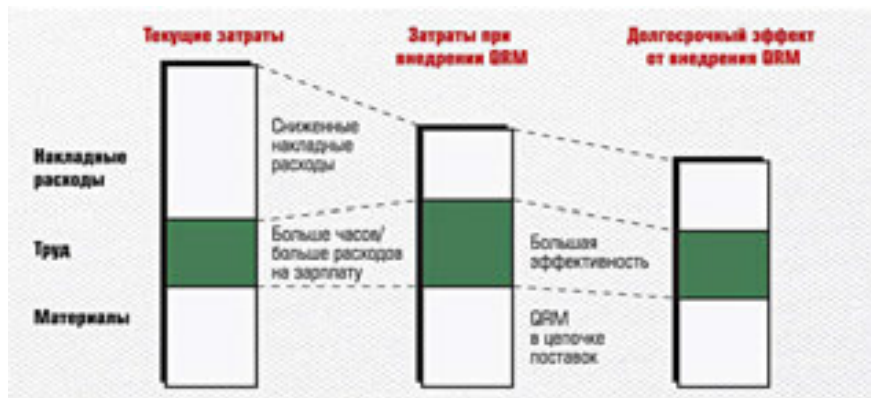 Текущие затраты
Затраты при
внедрении QRM
Долгосрочный эффект
от внедрения QRM
Накладные
расходы
Сниженные
накладные
расходы
Труд
Больше часов/
больше расходов
на зарплату
Большая
эффективность
Материалы
QRM
в цепочке
поставок